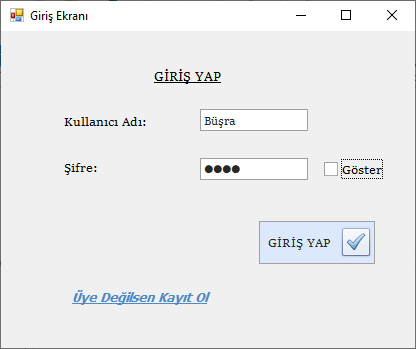 Giriş Ekranı
GİRİŞ YAP
Kullanıcı Adı:
Büşra
Şifre:
●●●●
Göster
GİRİŞ YAP
Üye Değilsen Kayıt Ol